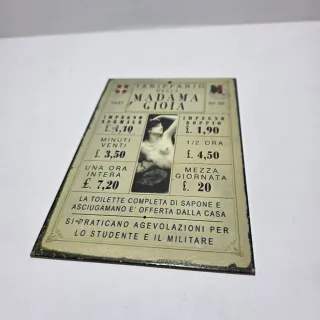 TARIFFARIO
DELLA
MADAMA
GIOIA
£. 4,10
£. 1,90
MINUTI
VENTI
£. 3,50
1/2 ORA
£. 4,50
UNA ORA
INTERA
£. 7,20
MEZZA
GIORNATA
£. 20
LA TOILETTE COMPLETA DI SAPONE E
ASCIUGAMANO E' OFFERTA DALLA CASA
SI PRATICANO AGEVOLAZIONI PER
LO STUDENTE E IL MILITARE